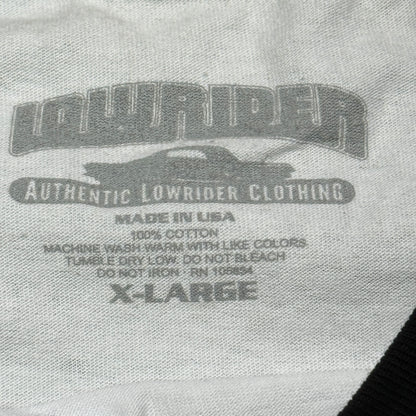 LOWRIDER
AUTHENTIC LOWRIDER CLOTHING
MADE IN USA
100% COTTON
MACHINE WASH WARM WITH LIKE COLORS
TUMBLE DRY LOW. DO NOT BLEACH
DO NOT IRON - RN 105894
X-LARGE